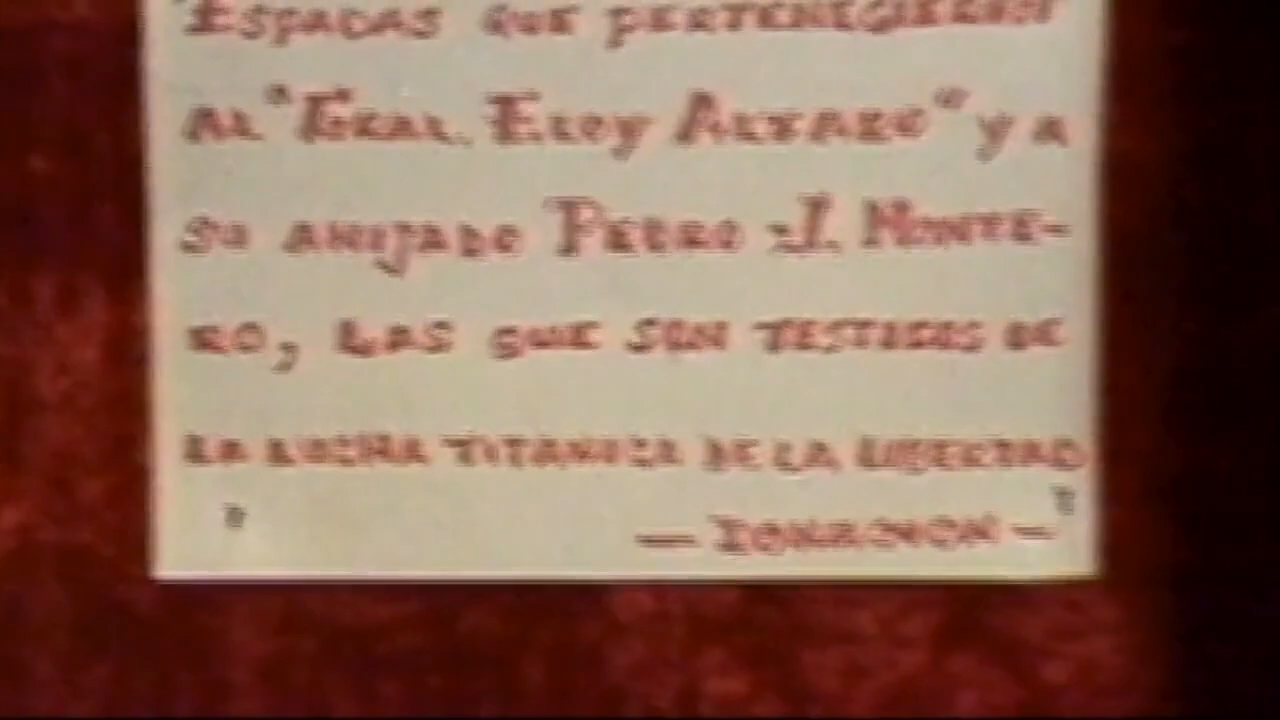 ESPADAS QUE PERTENECIERON
AL "GRAL. ELOY ALFARO" y A
SU AHIJADO PEDRO J. MONTE-
RO, LAS QUE SON TESTIGOS DE
LA LUCHA TITANICA DE LA LIBERTAD
— DONACION —